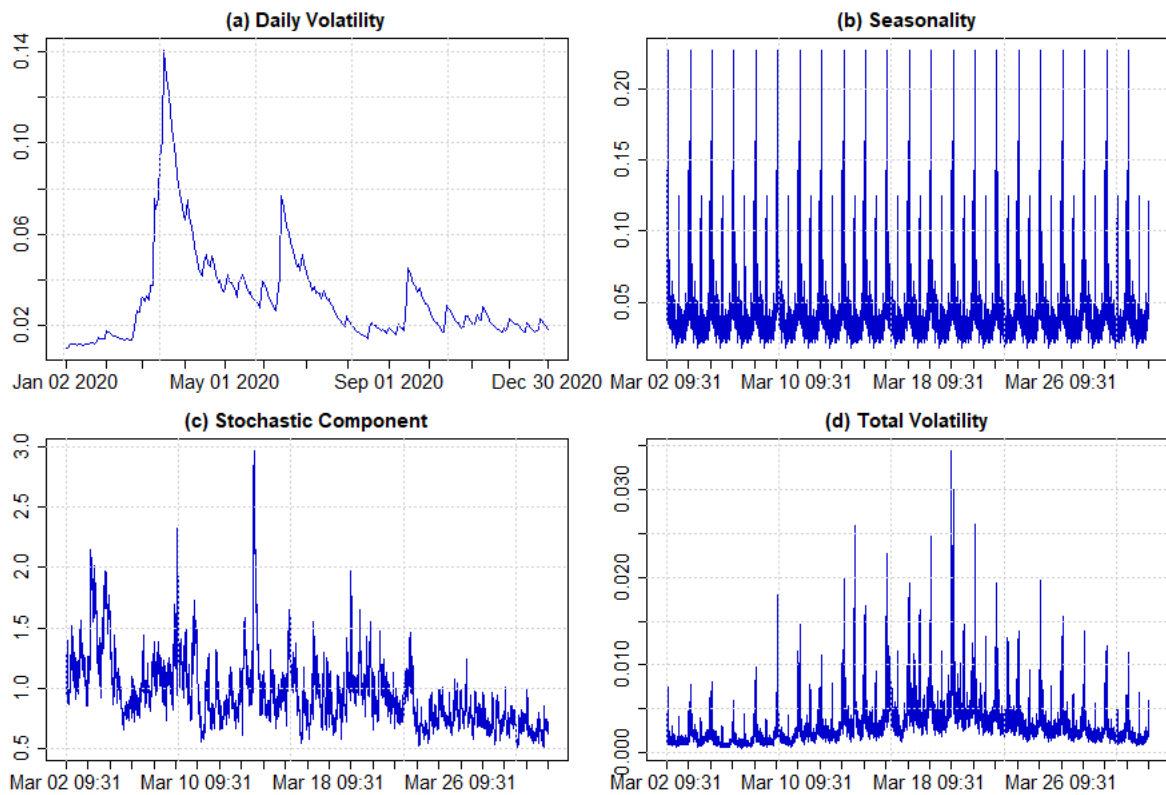 (a) Daily Volatility
0.14
0.10
0.06
0.02
Jan 02 2020 May 01 2020 Sep 01 2020 Dec 30 2020
(b) Seasonality
0.20
0.15
0.10
0.05
Mar 02 09:31 Mar 10 09:31 Mar 18 09:31 Mar 26 09:31
(c) Stochastic Component
3.0
2.5
2.0
1.5
1.0
0.5
Mar 02 09:31 Mar 10 09:31 Mar 18 09:31 Mar 26 09:31
(d) Total Volatility
0.030
0.020
0.010
0.000
Mar 02 09:31 Mar 10 09:31 Mar 18 09:31 Mar 26 09:31